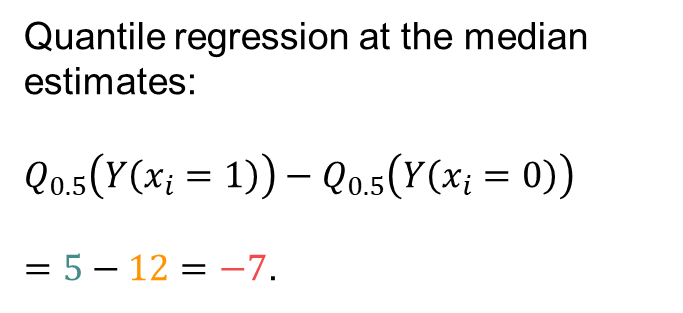 Quantile regression at the median
estimates:
Q₀.₅(Y(xᵢ = 1)) − Q₀.₅(Y(xᵢ = 0))
= 5 − 12 = −7.